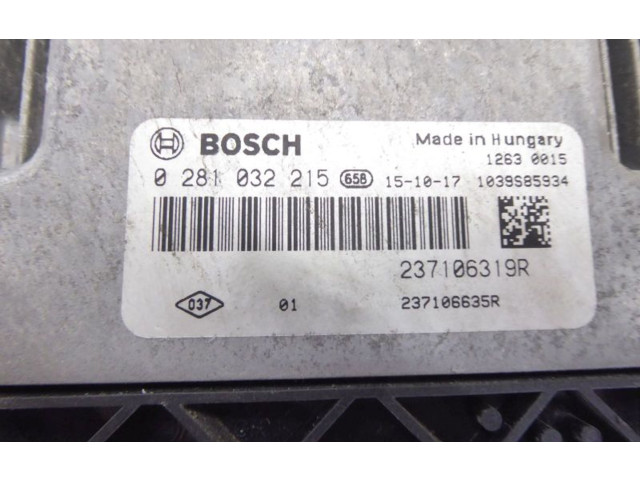 BOSCH
Made in Hungary
1263 0015
0 281 032 215 658 15-10-17 1039S85934
237106319R
037 01 237106635R